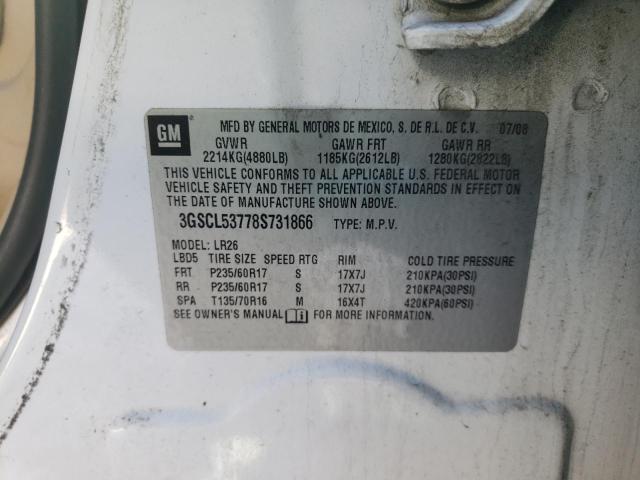 GM
MFD BY GENERAL MOTORS DE MEXICO, S. DE R.L. DE C.V. 07/08
GVWR GAWR FRT GAWR RR
2214KG(4880LB) 1185KG(2612LB) 1280KG(2822LB)
THIS VEHICLE CONFORMS TO ALL APPLICABLE U.S. FEDERAL MOTOR
VEHICLE SAFETY AND THEFT PREVENTION STANDARDS IN EFFECT ON
THE DATE OF MANUFACTURE SHOWN ABOVE.
3GSCL53778S731866 TYPE: M.P.V.
MODEL: LR26
LBD5 TIRE SIZE SPEED RTG RIM COLD TIRE PRESSURE
FRT P235/60R17 S 17X7J 210KPA(30PSI)
RR P235/60R17 S 17X7J 210KPA(30PSI)
SPA T135/70R16 M 16X4T 420KPA(60PSI)
SEE OWNER'S MANUAL i FOR MORE INFORMATION.